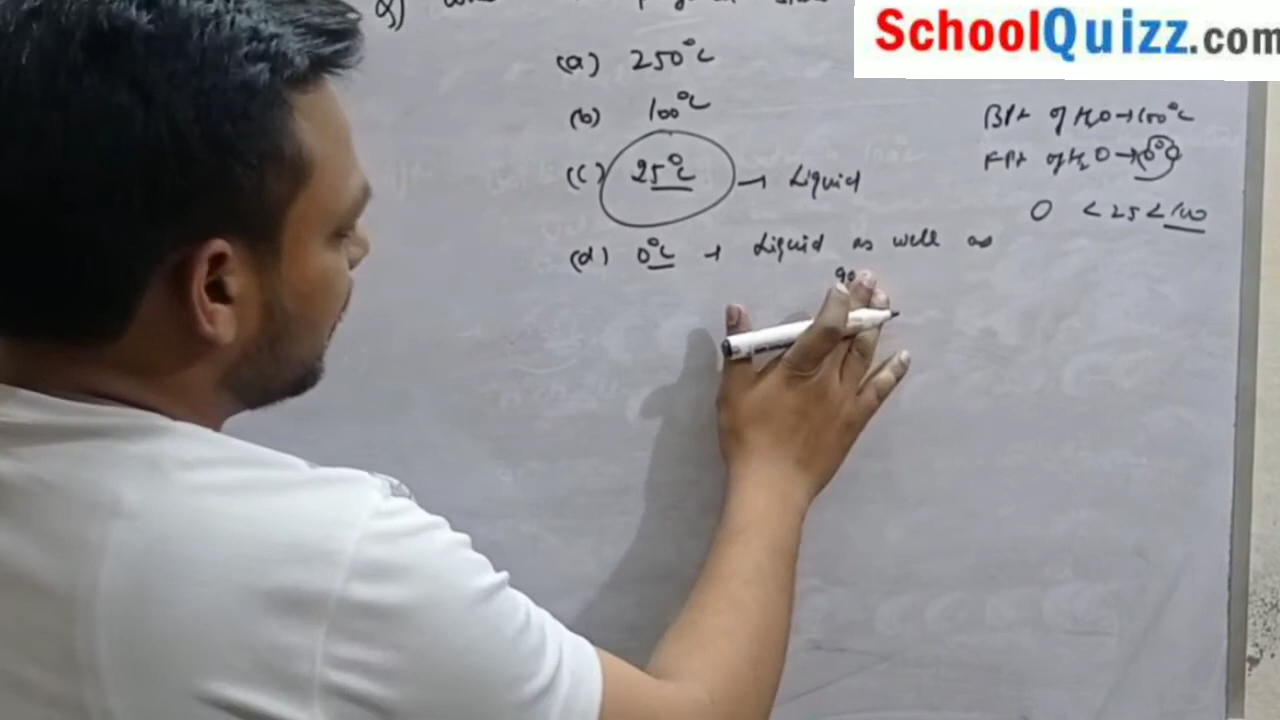 SchoolQuizz.com
(a) 250°C
(b) 100°C
(c) 25°C → Liquid
(d) 0°C → Liquid as well as
BPt of H2O → 100°C
FPt of H2O → 0°C
0 < 25 < 100